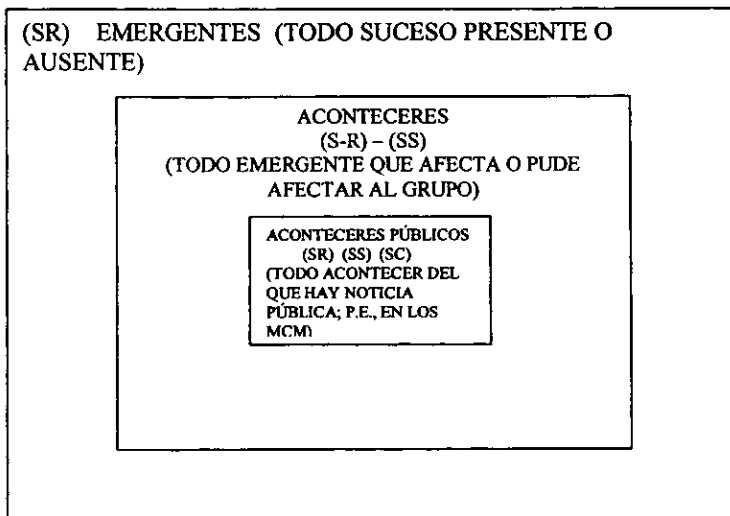 (SR) EMERGENTES (TODO SUCESO PRESENTE O
AUSENTE)
ACONTECERES
(S-R) – (SS)
(TODO EMERGENTE QUE AFECTA O PUDE
AFECTAR AL GRUPO)
ACONTECERES PÚBLICOS
(SR) (SS) (SC)
(TODO ACONTECER DEL
QUE HAY NOTICIA
PÚBLICA; P.E., EN LOS
MCM)